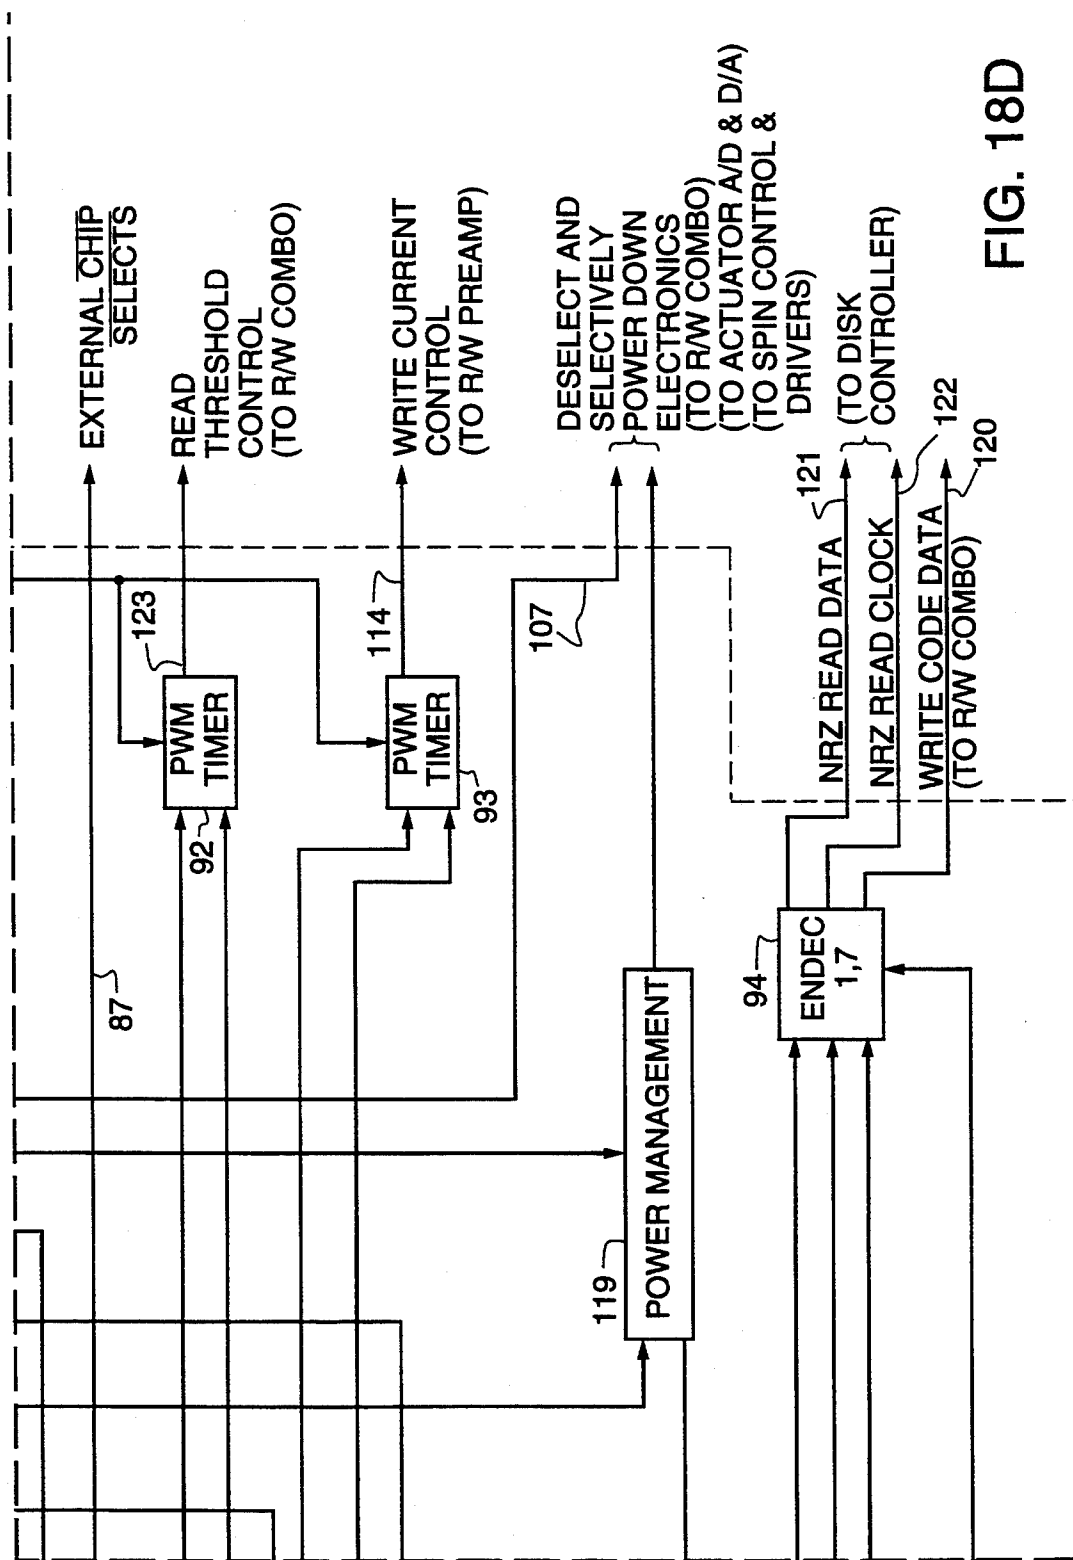 EXTERNAL CHIP
SELECTS
87
READ
THRESHOLD
CONTROL
(TO R/W COMBO)
123
PWM
TIMER
92
WRITE CURRENT
CONTROL
(TO R/W PREAMP)
114
PWM
TIMER
93
DESELECT AND
SELECTIVELY
POWER DOWN
ELECTRONICS
(TO R/W COMBO)
(TO ACTUATOR A/D & D/A)
(TO SPIN CONTROL &
DRIVERS)
107
119
POWER MANAGEMENT
94
ENDEC
1,7
NRZ READ DATA
121
(TO DISK
CONTROLLER)
NRZ READ CLOCK
122
WRITE CODE DATA
(TO R/W COMBO)
120
FIG. 18D